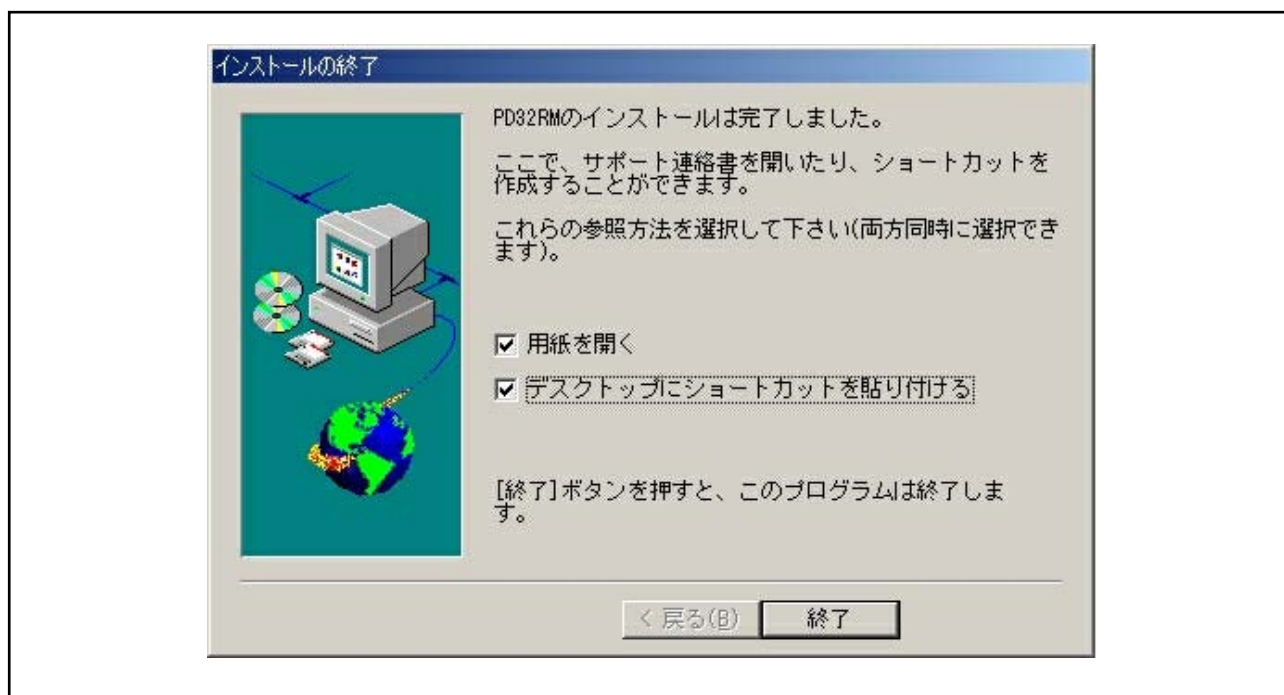 インストールの終了
PD32RMのインストールは完了しました。
ここで、サポート連絡書を開いたり、ショートカットを
作成することができます。
これらの参照方法を選択して下さい(両方同時に選択でき
ます)。
用紙を開く
デスクトップにショートカットを貼り付ける
[終了]ボタンを押すと、このプログラムは終了しま
す。
< 戻る(B)
終了